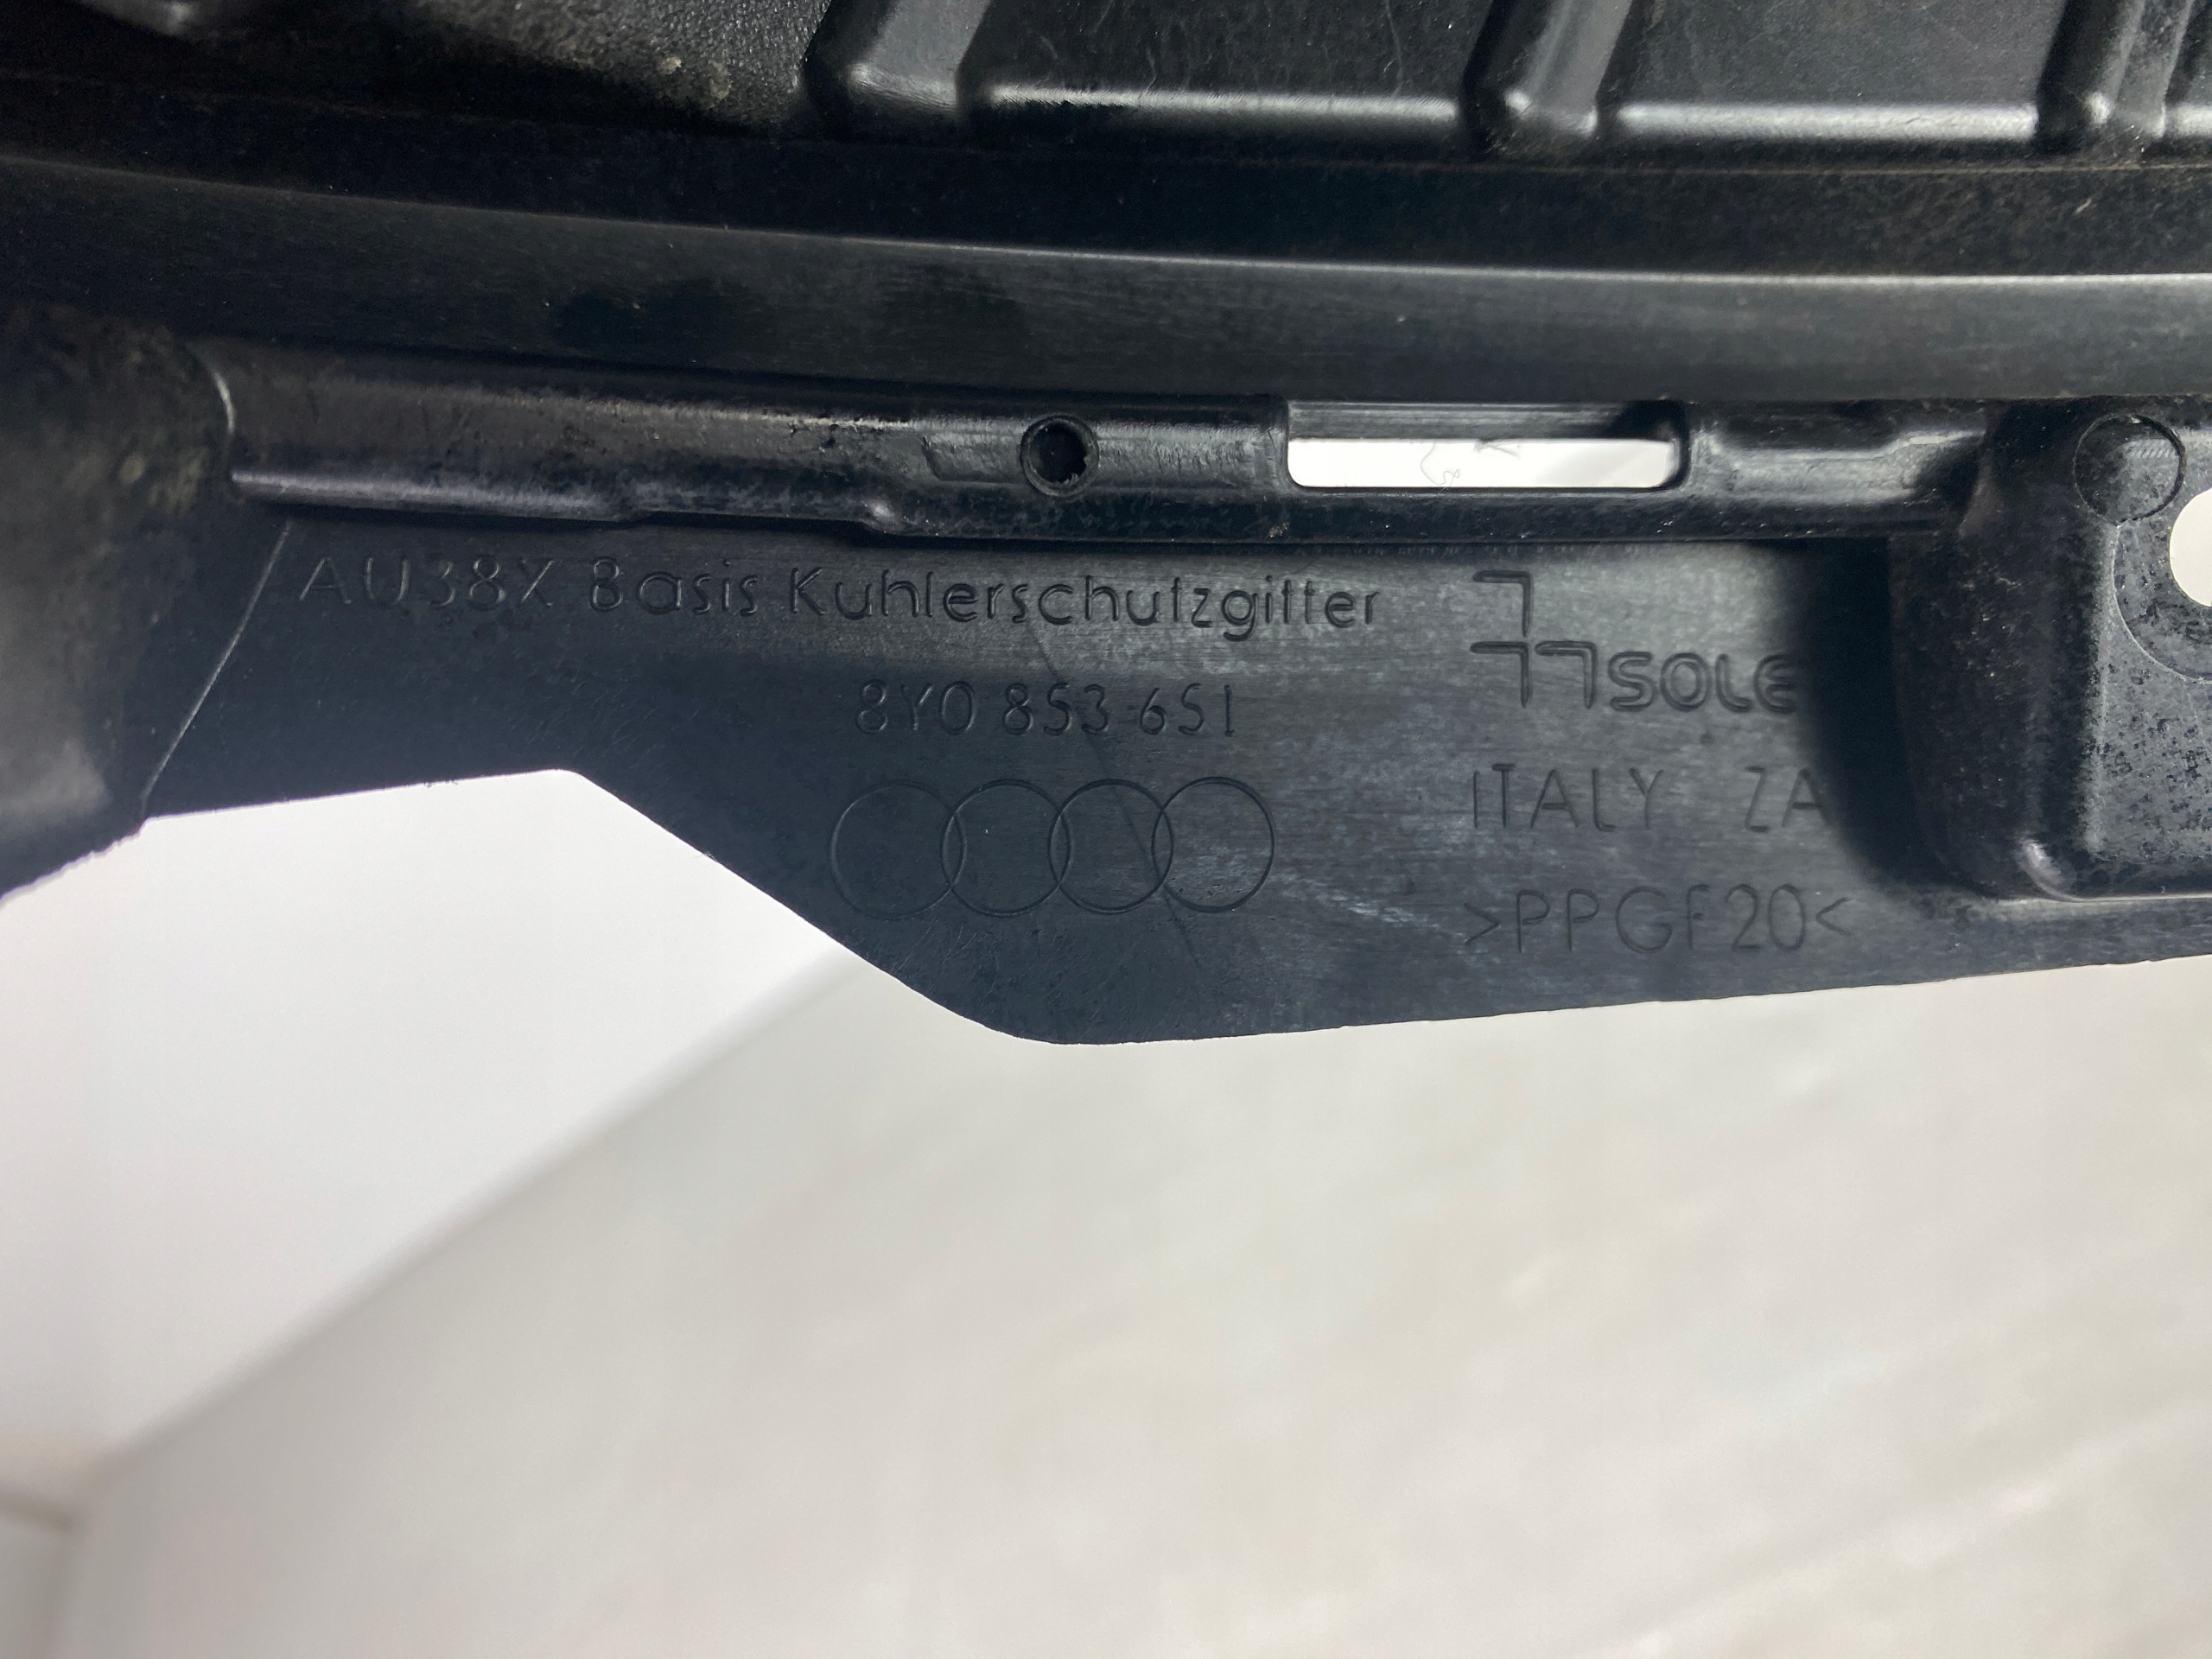 AU38X Basis Kuhlerschutzgitter
8Y0 853 651
SOLE
ITALY ZA
>PPGF20<